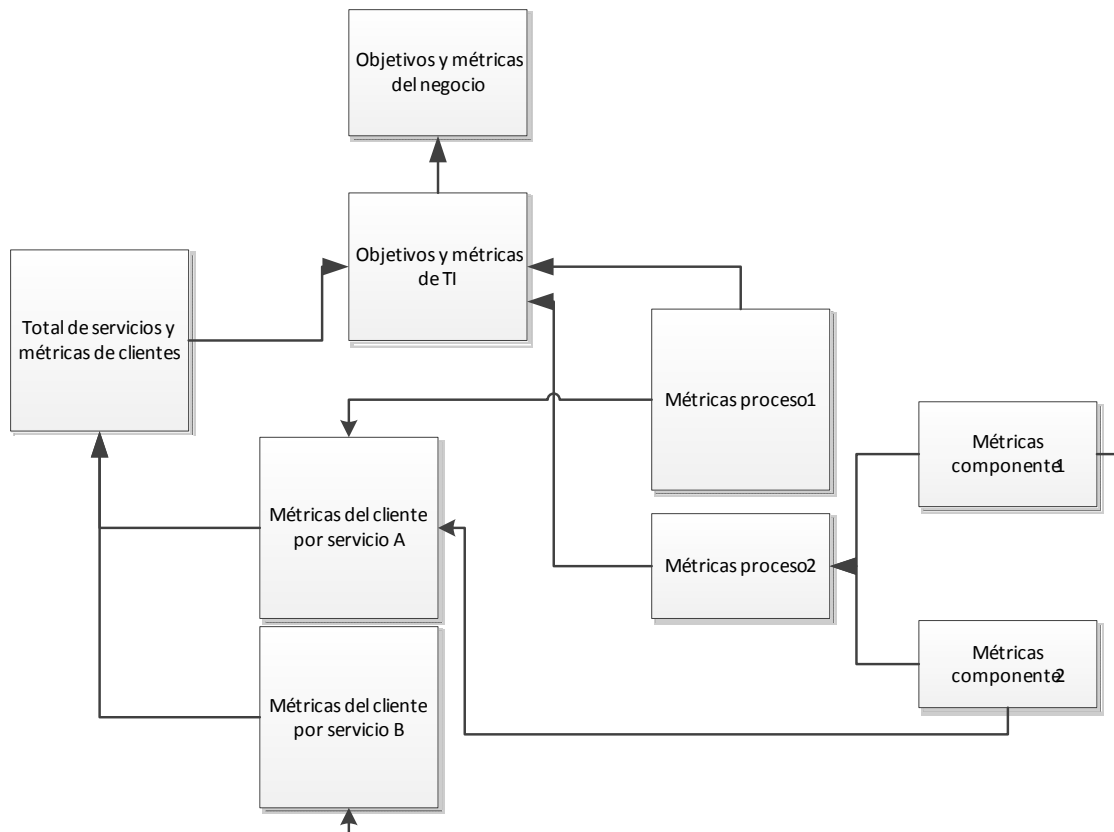 Objetivos y métricas
del negocio
Objetivos y métricas
de TI
Total de servicios y
métricas de clientes
Métricas proceso1
Métricas
componente1
Métricas del cliente
por servicio A
Métricas proceso2
Métricas
componente2
Métricas del cliente
por servicio B